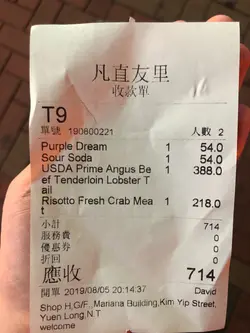 凡直友里
收款單
T9
單號 190800221 人數 2
Purple Dream 1 54.0
Sour Soda 1 54.0
USDA Prime Angus Be 1 388.0
ef Tenderloin Lobster T
ail
Risotto Fresh Crab Mea 1 218.0
t
小計 714
服務費 0
優惠券 0
折回 0
應收 714
開單 2019/08/05 20:14:37 David
Shop H,G/F.,Mariana Building,Kim Yip Street,
Yuen Long,N.T
welcome